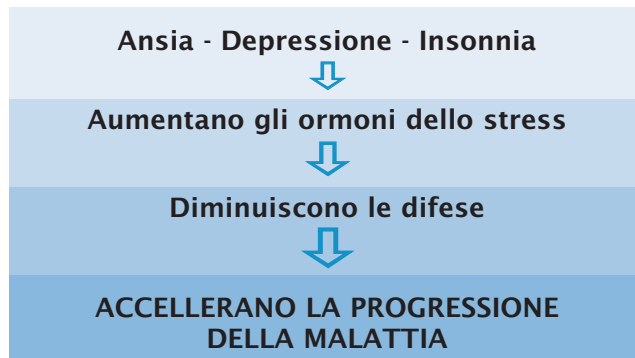 Ansia - Depressione - Insonnia
Aumentano gli ormoni dello stress
Diminuiscono le difese
ACCELLERANO LA PROGRESSIONE
DELLA MALATTIA